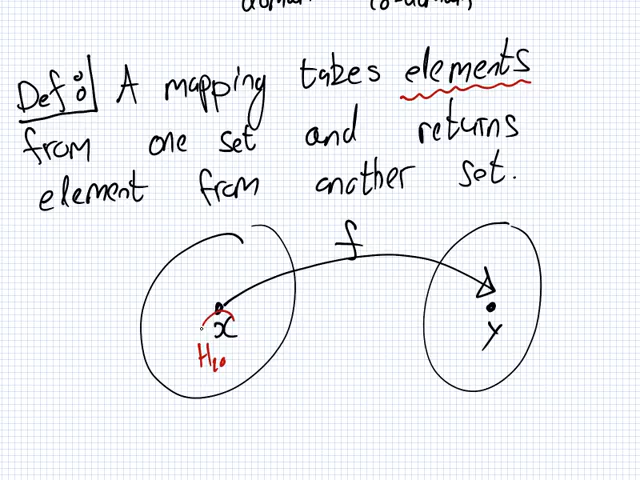 Def: A mapping takes elements
from one set and returns
element from another set.
f
x
y